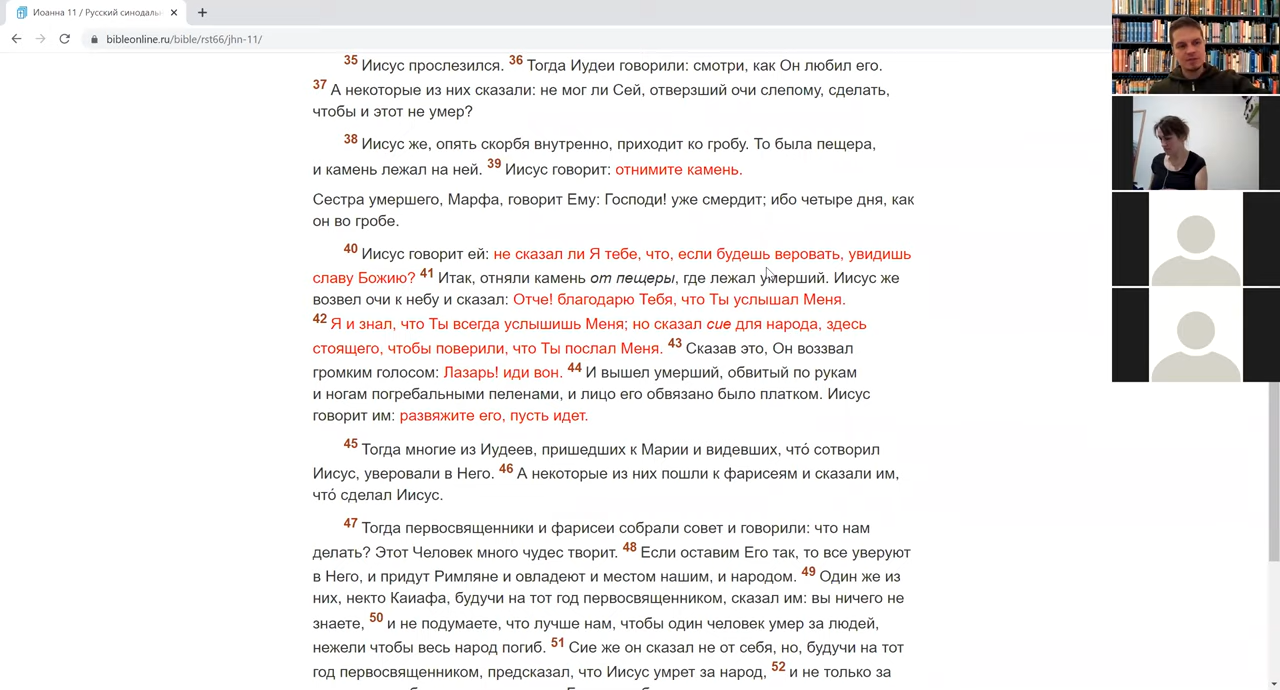 Иоанна 11 / Русский синодаль
bibleonline.ru/bible/rst66/jhn-11/
35 Иисус прослезился. 36 Тогда Иудеи говорили: смотри, как Он любил его.
37 А некоторые из них сказали: не мог ли Сей, отверзший очи слепому, сделать,
чтобы и этот не умер?
38 Иисус же, опять скорбя внутренно, приходит ко гробу. То была пещера,
и камень лежал на ней. 39 Иисус говорит: отнимите камень.
Сестра умершего, Марфа, говорит Ему: Господи! уже смердит; ибо четыре дня, как
он во гробе.
40 Иисус говорит ей: не сказал ли Я тебе, что, если будешь веровать, увидишь
славу Божию? 41 Итак, отняли камень от пещеры, где лежал умерший. Иисус же
возвел очи к небу и сказал: Отче! благодарю Тебя, что Ты услышал Меня.
42 Я и знал, что Ты всегда услышишь Меня; но сказал сие для народа, здесь
стоящего, чтобы поверили, что Ты послал Меня. 43 Сказав это, Он воззвал
громким голосом: Лазарь! иди вон. 44 И вышел умерший, обвитый по рукам
и ногам погребальными пеленами, и лицо его обвязано было платком. Иисус
говорит им: развяжите его, пусть идет.
45 Тогда многие из Иудеев, пришедших к Марии и видевших, что́ сотворил
Иисус, уверовали в Него. 46 А некоторые из них пошли к фарисеям и сказали им,
что́ сделал Иисус.
47 Тогда первосвященники и фарисеи собрали совет и говорили: что нам
делать? Этот Человек много чудес творит. 48 Если оставим Его так, то все уверуют
в Него, и придут Римляне и овладеют и местом нашим, и народом. 49 Один же из
них, некто Каиафа, будучи на тот год первосвященником, сказал им: вы ничего не
знаете, 50 и не подумаете, что лучше нам, чтобы один человек умер за людей,
нежели чтобы весь народ погиб. 51 Сие же он сказал не от себя, но, будучи на тот
год первосвященником, предсказал, что Иисус умрет за народ, 52 и не только за